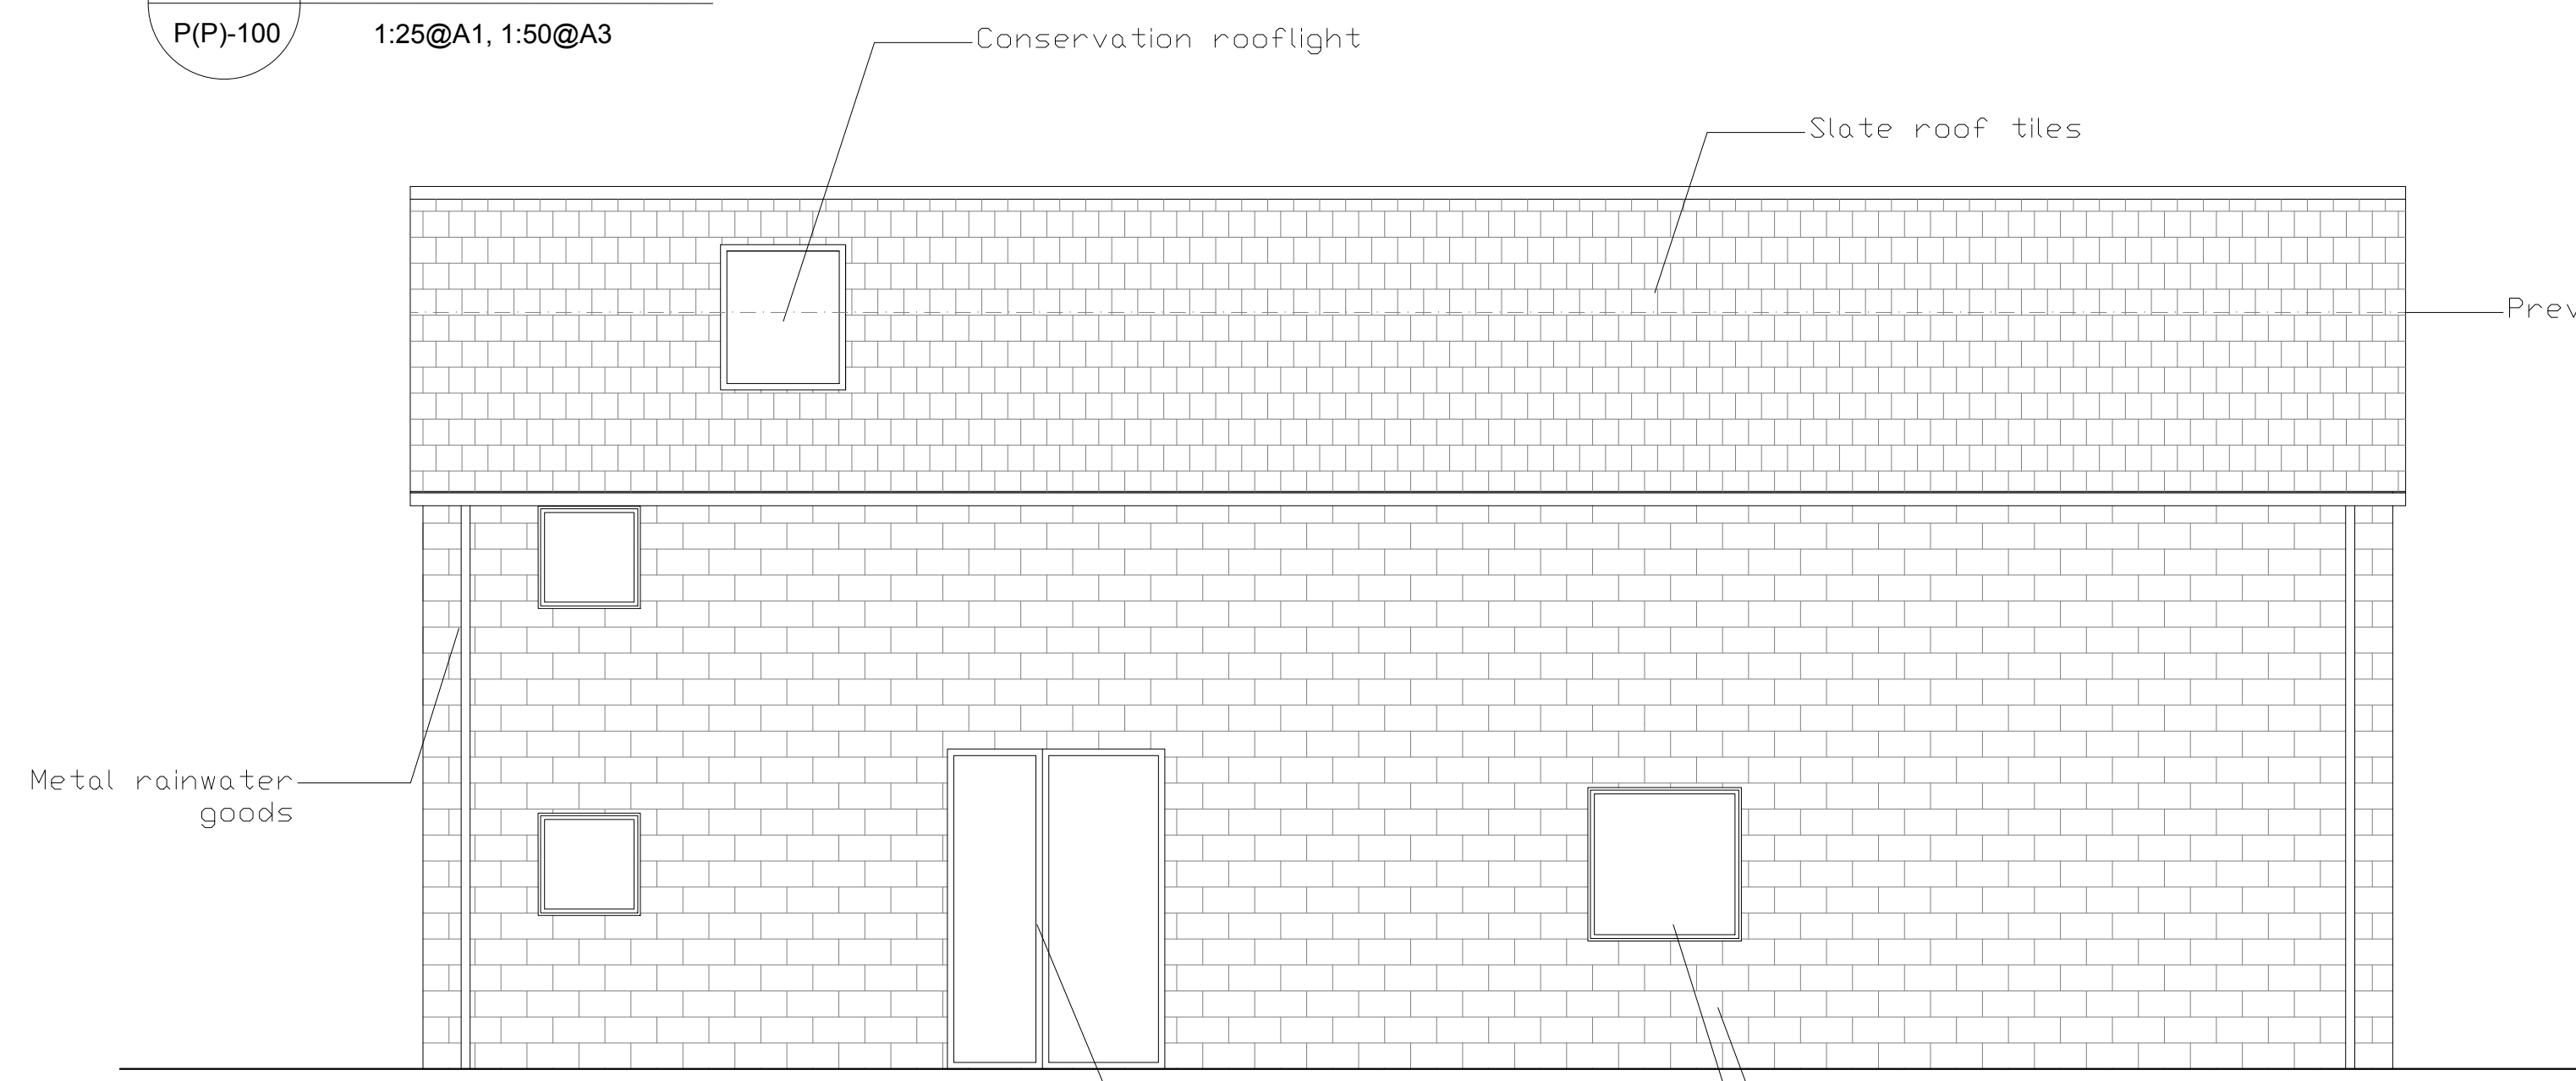 P(P)-100 1:25@A1, 1:50@A3
Conservation rooflight
Slate roof tiles
Metal rainwater
goods